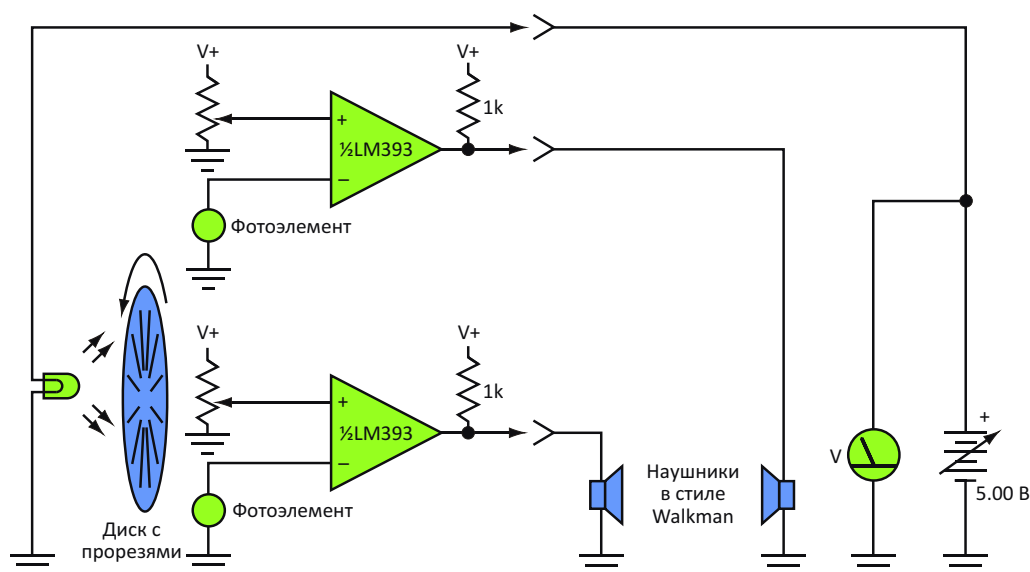 V+
V+
1k
+
½LM393
–
Фотоэлемент
V+
V+
1k
+
½LM393
–
Фотоэлемент
Диск с
прорезями
Наушники
в стиле
Walkman
V
+
5.00 В